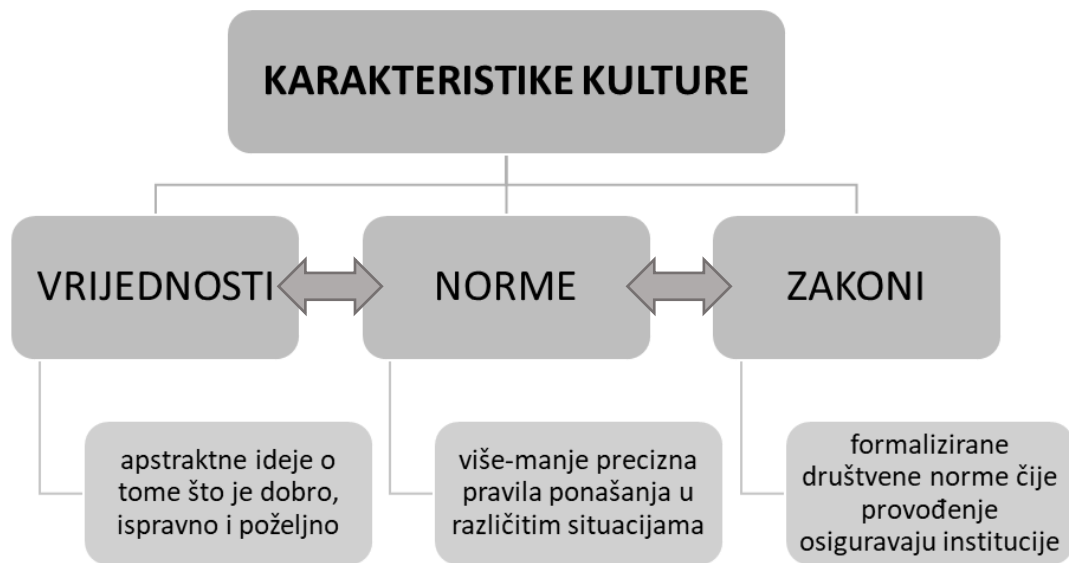 KARAKTERISTIKE KULTURE
VRIJEDNOSTI
NORME
ZAKONI
apstraktne ideje o
tome što je dobro,
ispravno i poželjno
više-manje precizna
pravila ponašanja u
različitim situacijama
formalizirane
društvene norme čije
provođenje
osiguravaju institucije